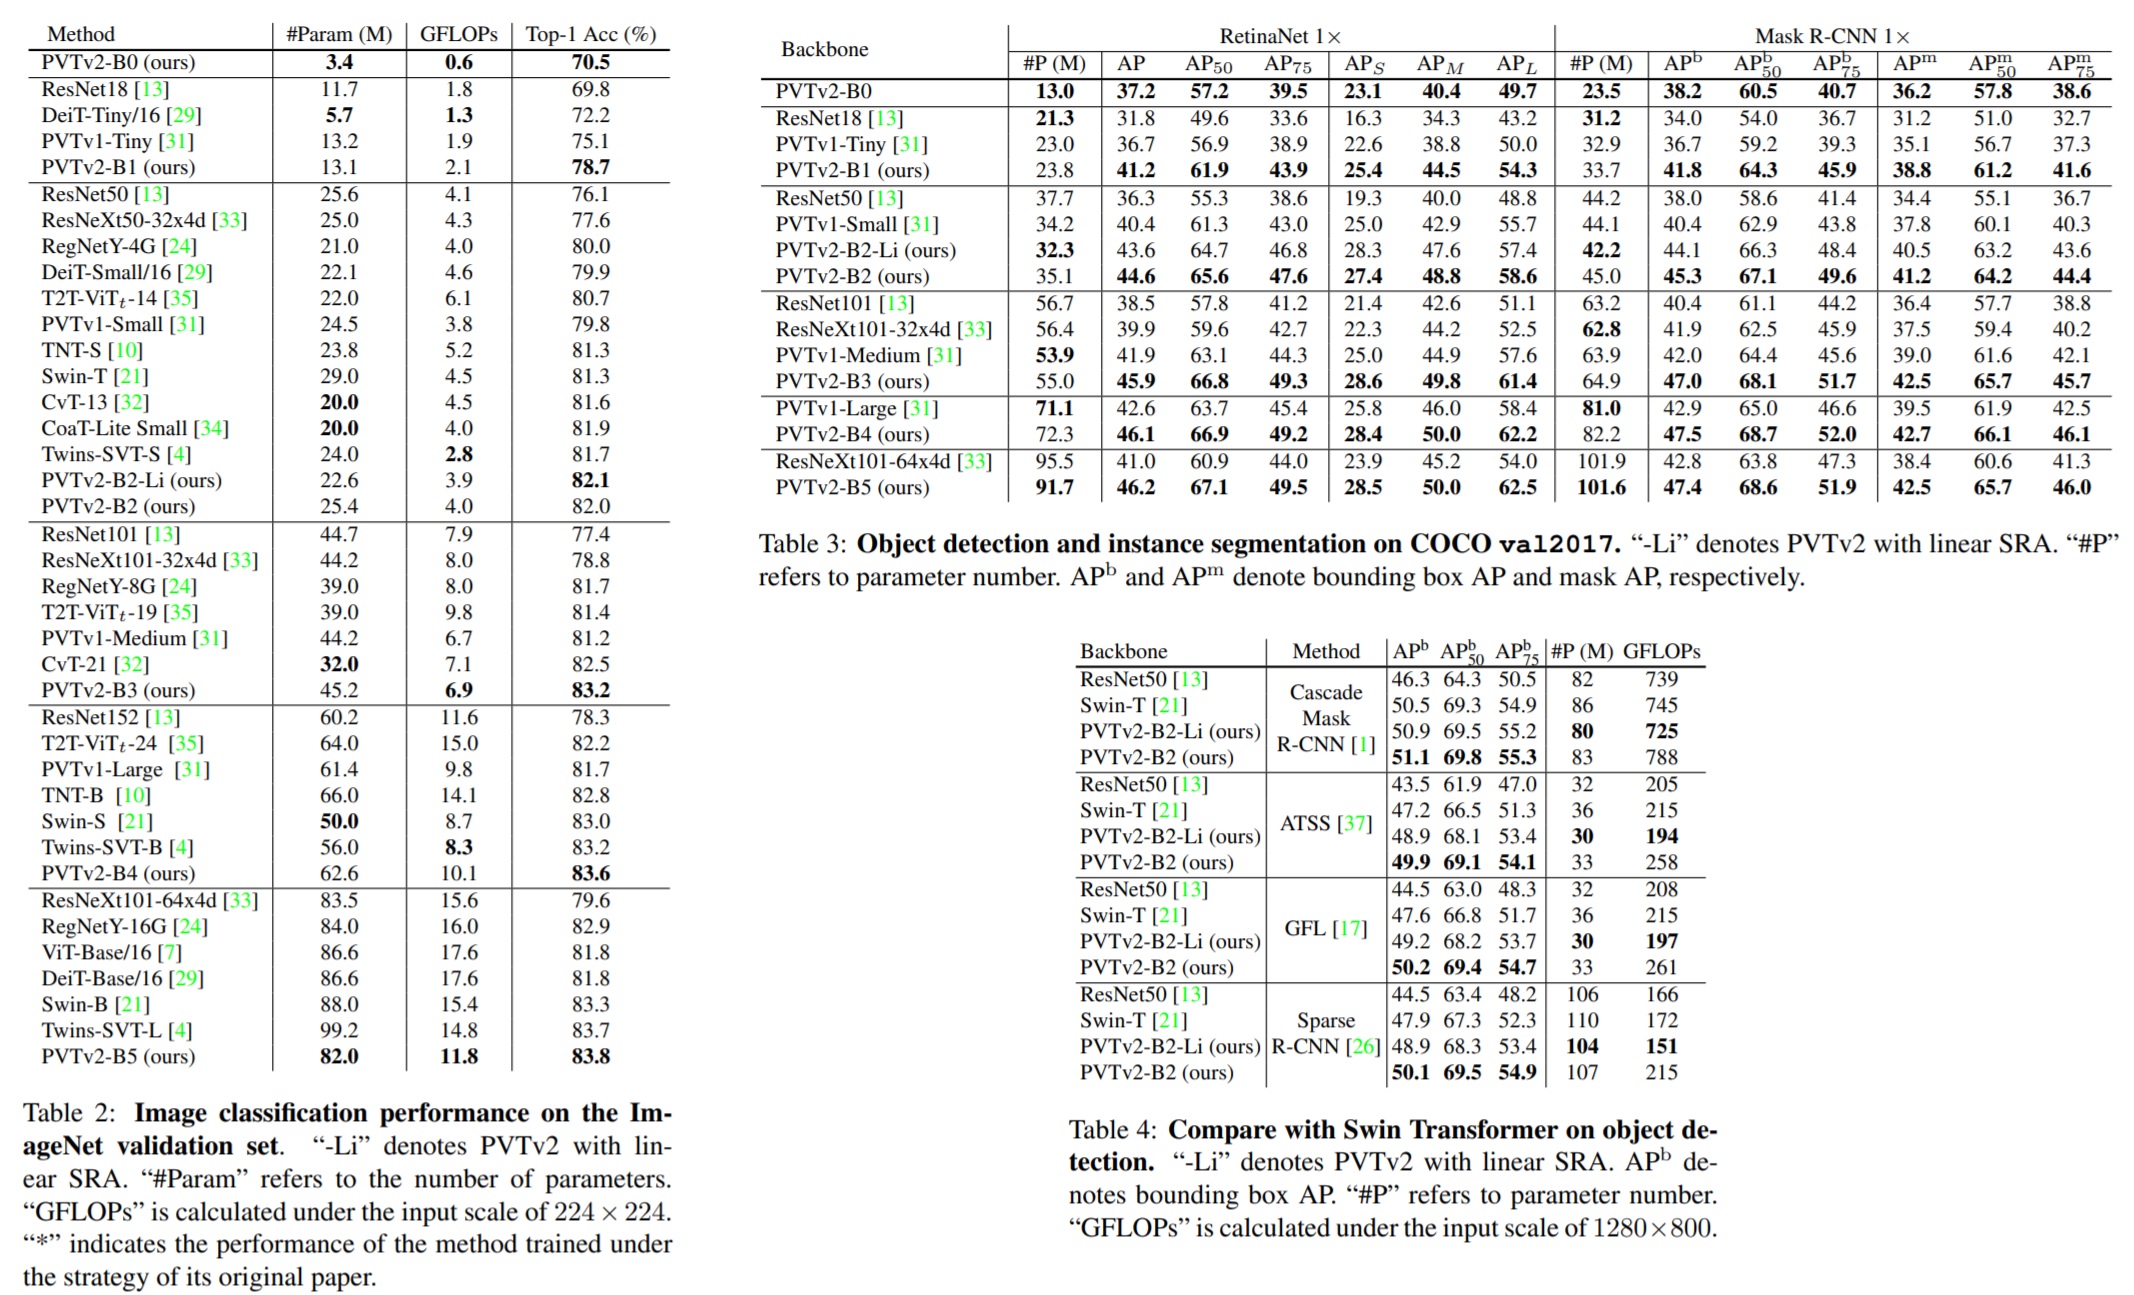 Method #Param (M) GFLOPs Top-1 Acc (%)
PVTv2-B0 (ours) 3.4 0.6 70.5
ResNet18 [13] 11.7 1.8 69.8
DeiT-Tiny/16 [29] 5.7 1.3 72.2
PVTv1-Tiny [31] 13.2 1.9 75.1
PVTv2-B1 (ours) 13.1 2.1 78.7
ResNet50 [13] 25.6 4.1 76.1
ResNeXt50-32x4d [33] 25.0 4.3 77.6
RegNetY-4G [24] 21.0 4.0 80.0
DeiT-Small/16 [29] 22.1 4.6 79.9
T2T-ViTt-14 [35] 22.0 6.1 80.7
PVTv1-Small [31] 24.5 3.8 79.8
TNT-S [10] 23.8 5.2 81.3
Swin-T [21] 29.0 4.5 81.3
CvT-13 [32] 20.0 4.5 81.6
CoaT-Lite Small [34] 20.0 4.0 81.9
Twins-SVT-S [4] 24.0 2.8 81.7
PVTv2-B2-Li (ours) 22.6 3.9 82.1
PVTv2-B2 (ours) 25.4 4.0 82.0
ResNet101 [13] 44.7 7.9 77.4
ResNeXt101-32x4d [33] 44.2 8.0 78.8
RegNetY-8G [24] 39.0 8.0 81.7
T2T-ViTt-19 [35] 39.0 9.8 81.4
PVTv1-Medium [31] 44.2 6.7 81.2
CvT-21 [32] 32.0 7.1 82.5
PVTv2-B3 (ours) 45.2 6.9 83.2
ResNet152 [13] 60.2 11.6 78.3
T2T-ViTt-24 [35] 64.0 15.0 82.2
PVTv1-Large [31] 61.4 9.8 81.7
TNT-B [10] 66.0 14.1 82.8
Swin-S [21] 50.0 8.7 83.0
Twins-SVT-B [4] 56.0 8.3 83.2
PVTv2-B4 (ours) 62.6 10.1 83.6
ResNeXt101-64x4d [33] 83.5 15.6 79.6
RegNetY-16G [24] 84.0 16.0 82.9
ViT-Base/16 [7] 86.6 17.6 81.8
DeiT-Base/16 [29] 86.6 17.6 81.8
Swin-B [21] 88.0 15.4 83.3
Twins-SVT-L [4] 99.2 14.8 83.7
PVTv2-B5 (ours) 82.0 11.8 83.8
Table 2: Image classification performance on the Im-
ageNet validation set. “-Li” denotes PVTv2 with lin-
ear SRA. “#Param” refers to the number of parameters.
“GFLOPs” is calculated under the input scale of 224 × 224.
“*” indicates the performance of the method trained under
the strategy of its original paper.
Backbone RetinaNet 1× Mask R-CNN 1×
#P (M) AP AP50 AP75 APS APM APL #P (M) APb APb50 APb75 APm APm50 APm75
PVTv2-B0 13.0 37.2 57.2 39.5 23.1 40.4 49.7 23.5 38.2 60.5 40.7 36.2 57.8 38.6
ResNet18 [13] 21.3 31.8 49.6 33.6 16.3 34.3 43.2 31.2 34.0 54.0 36.7 31.2 51.0 32.7
PVTv1-Tiny [31] 23.0 36.7 56.9 38.9 22.6 38.8 50.0 32.9 36.7 59.2 39.3 35.1 56.7 37.3
PVTv2-B1 (ours) 23.8 41.2 61.9 43.9 25.4 44.5 54.3 33.7 41.8 64.3 45.9 38.8 61.2 41.6
ResNet50 [13] 37.7 36.3 55.3 38.6 19.3 40.0 48.8 44.2 38.0 58.6 41.4 34.4 55.1 36.7
PVTv1-Small [31] 34.2 40.4 61.3 43.0 25.0 42.9 55.7 44.1 40.4 62.9 43.8 37.8 60.1 40.3
PVTv2-B2-Li (ours) 32.3 43.6 64.7 46.8 28.3 47.6 57.4 42.2 44.1 66.3 48.4 40.5 63.2 43.6
PVTv2-B2 (ours) 35.1 44.6 65.6 47.6 27.4 48.8 58.6 45.0 45.3 67.1 49.6 41.2 64.2 44.4
ResNet101 [13] 56.7 38.5 57.8 41.2 21.4 42.6 51.1 63.2 40.4 61.1 44.2 36.4 57.7 38.8
ResNeXt101-32x4d [33] 56.4 39.9 59.6 42.7 22.3 44.2 52.5 62.8 41.9 62.5 45.9 37.5 59.4 40.2
PVTv1-Medium [31] 53.9 41.9 63.1 44.3 25.0 44.9 57.6 63.9 42.0 64.4 45.6 39.0 61.6 42.1
PVTv2-B3 (ours) 55.0 45.9 66.8 49.3 28.6 49.8 61.4 64.9 47.0 68.1 51.7 42.5 65.7 45.7
PVTv1-Large [31] 71.1 42.6 63.7 45.4 25.8 46.0 58.4 81.0 42.9 65.0 46.6 39.5 61.9 42.5
PVTv2-B4 (ours) 72.3 46.1 66.9 49.2 28.4 50.0 62.2 82.2 47.5 68.7 52.0 42.7 66.1 46.1
ResNeXt101-64x4d [33] 95.5 41.0 60.9 44.0 23.9 45.2 54.0 101.9 42.8 63.8 47.3 38.4 60.6 41.3
PVTv2-B5 (ours) 91.7 46.2 67.1 49.5 28.5 50.0 62.5 101.6 47.4 68.6 51.9 42.5 65.7 46.0
Table 3: Object detection and instance segmentation on COCO val2017. “-Li” denotes PVTv2 with linear SRA. “#P”
refers to parameter number. APb and APm denote bounding box AP and mask AP, respectively.
Backbone Method APb APb50 APb75 #P (M) GFLOPs
ResNet50 [13] Cascade Mask R-CNN [1] 46.3 64.3 50.5 82 739
Swin-T [21] 50.5 69.3 54.9 86 745
PVTv2-B2-Li (ours) 50.9 69.5 55.2 80 725
PVTv2-B2 (ours) 51.1 69.8 55.3 83 788
ResNet50 [13] ATSS [37] 43.5 61.9 47.0 32 205
Swin-T [21] 47.2 66.5 51.3 36 215
PVTv2-B2-Li (ours) 48.9 68.1 53.4 30 194
PVTv2-B2 (ours) 49.9 69.1 54.1 33 258
ResNet50 [13] GFL [17] 44.5 63.0 48.3 32 208
Swin-T [21] 47.6 66.8 51.7 36 215
PVTv2-B2-Li (ours) 49.2 68.2 53.7 30 197
PVTv2-B2 (ours) 50.2 69.4 54.7 33 261
ResNet50 [13] Sparse R-CNN [26] 44.5 63.4 48.2 106 166
Swin-T [21] 47.9 67.3 52.3 110 172
PVTv2-B2-Li (ours) 48.9 68.3 53.4 104 151
PVTv2-B2 (ours) 50.1 69.5 54.9 107 215
Table 4: Compare with Swin Transformer on object de-
tection. “-Li” denotes PVTv2 with linear SRA. APb de-
notes bounding box AP. “#P” refers to parameter number.
“GFLOPs” is calculated under the input scale of 1280×800.